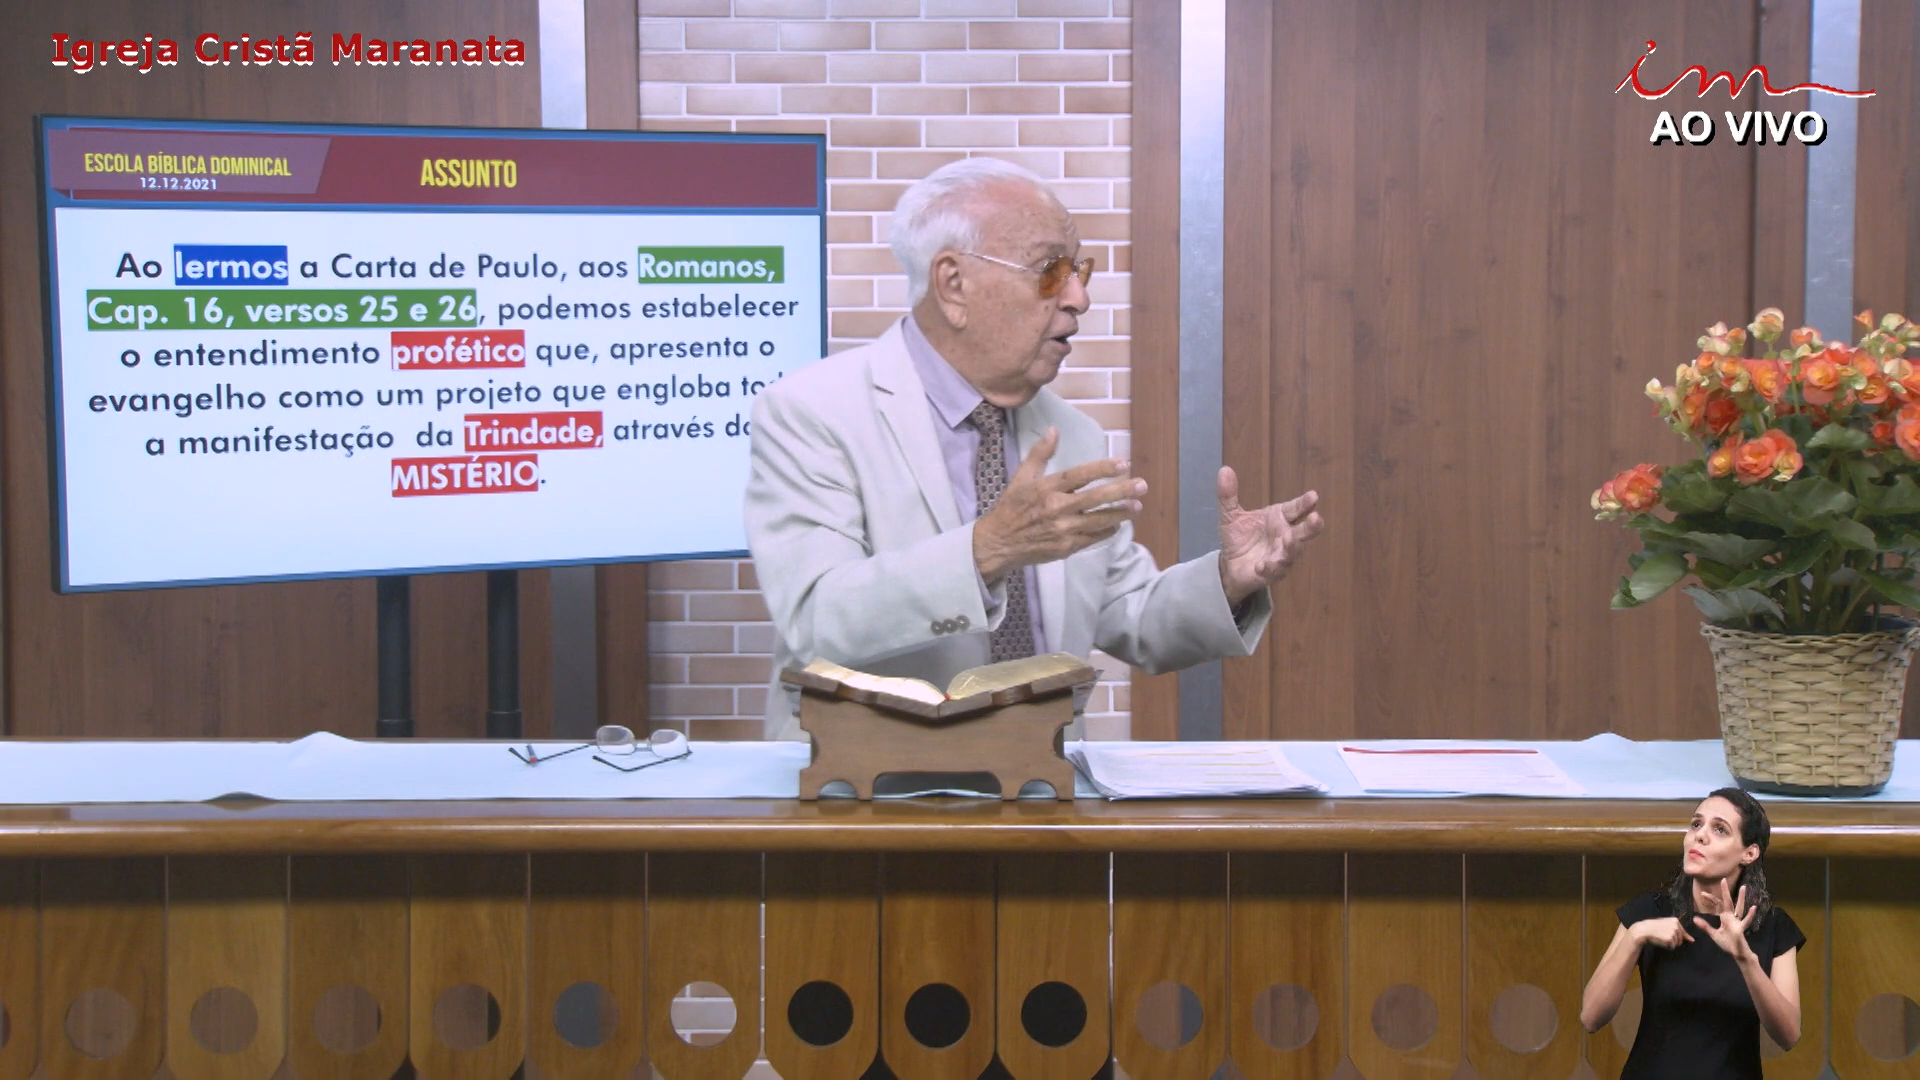 Igreja Cristã Maranata
im
AO VIVO
ESCOLA BÍBLICA DOMINICAL
12.12.2021
ASSUNTO
Ao lermos a Carta de Paulo, aos Romanos,
Cap. 16, versos 25 e 26, podemos estabelecer
o entendimento profético que, apresenta o
evangelho como um projeto que engloba
a manifestação da Trindade, através
MISTÉRIO.